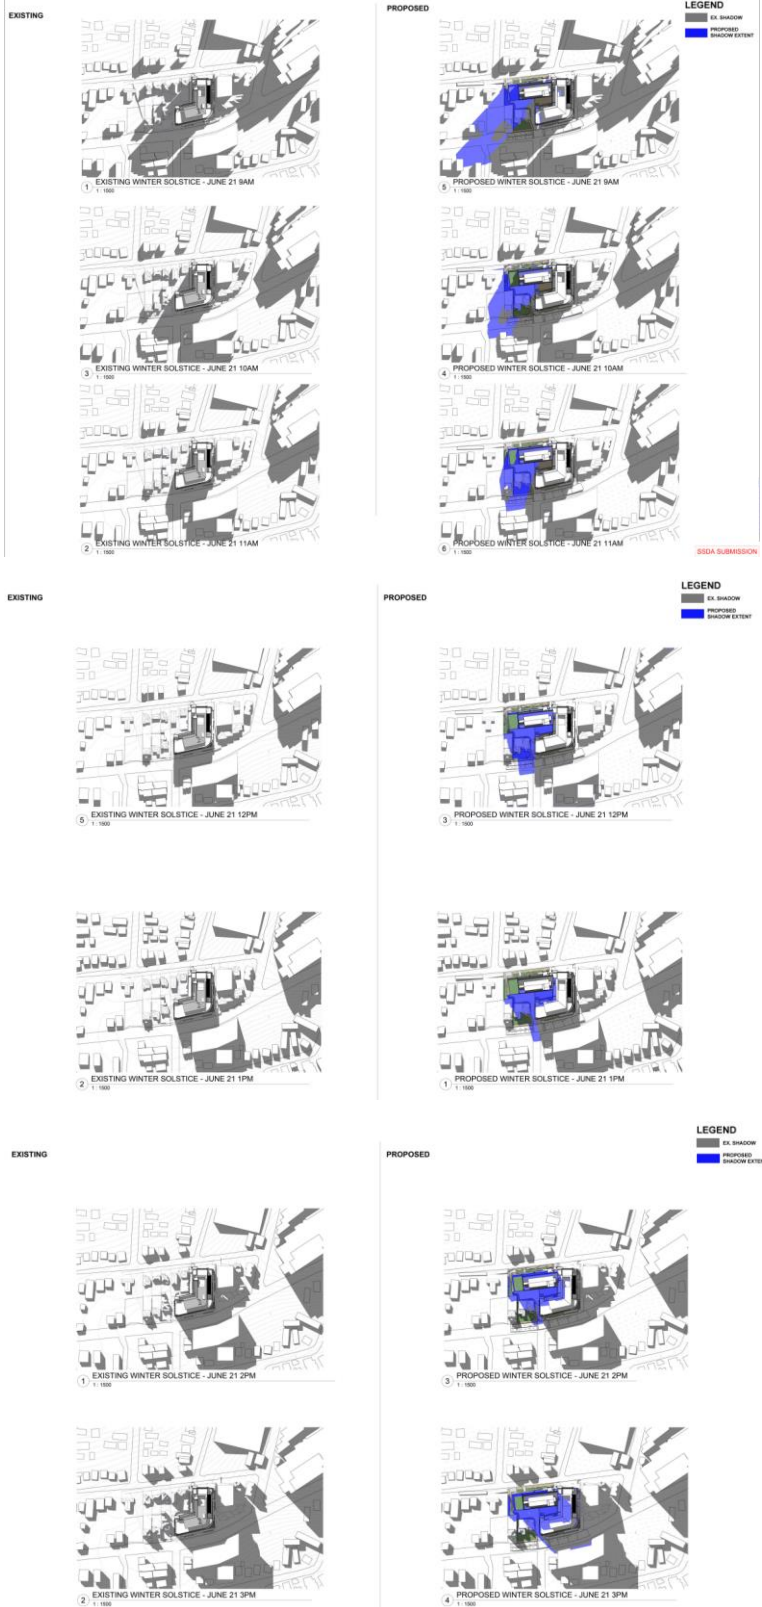 EXISTING
PROPOSED
LEGEND
EX. SHADOW
PROPOSED
SHADOW EXTENT
1 EXISTING WINTER SOLSTICE - JUNE 21 9AM
1 : 1500
5 PROPOSED WINTER SOLSTICE - JUNE 21 9AM
1 : 1500
3 EXISTING WINTER SOLSTICE - JUNE 21 10AM
1 : 1500
4 PROPOSED WINTER SOLSTICE - JUNE 21 10AM
1 : 1500
2 EXISTING WINTER SOLSTICE - JUNE 21 11AM
1 : 1500
6 PROPOSED WINTER SOLSTICE - JUNE 21 11AM
1 : 1500
SSDA SUBMISSION
EXISTING
PROPOSED
LEGEND
EX. SHADOW
PROPOSED
SHADOW EXTENT
5 EXISTING WINTER SOLSTICE - JUNE 21 12PM
1 : 1500
3 PROPOSED WINTER SOLSTICE - JUNE 21 12PM
1 : 1500
2 EXISTING WINTER SOLSTICE - JUNE 21 1PM
1 : 1500
1 PROPOSED WINTER SOLSTICE - JUNE 21 1PM
1 : 1500
EXISTING
PROPOSED
LEGEND
EX. SHADOW
PROPOSED
SHADOW EXTE
1 EXISTING WINTER SOLSTICE - JUNE 21 2PM
1 : 1500
3 PROPOSED WINTER SOLSTICE - JUNE 21 2PM
1 : 1500
2 EXISTING WINTER SOLSTICE - JUNE 21 3PM
1 : 1500
4 PROPOSED WINTER SOLSTICE - JUNE 21 3PM
1 : 1500